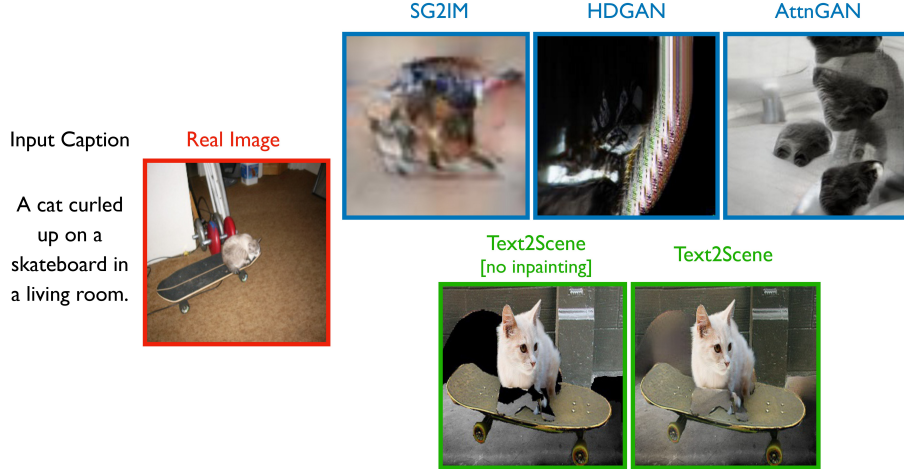 SG2IM
HDGAN
AttnGAN
Input Caption
Real Image
A cat curled
up on a
skateboard in
a living room.
Text2Scene
[no inpainting]
Text2Scene